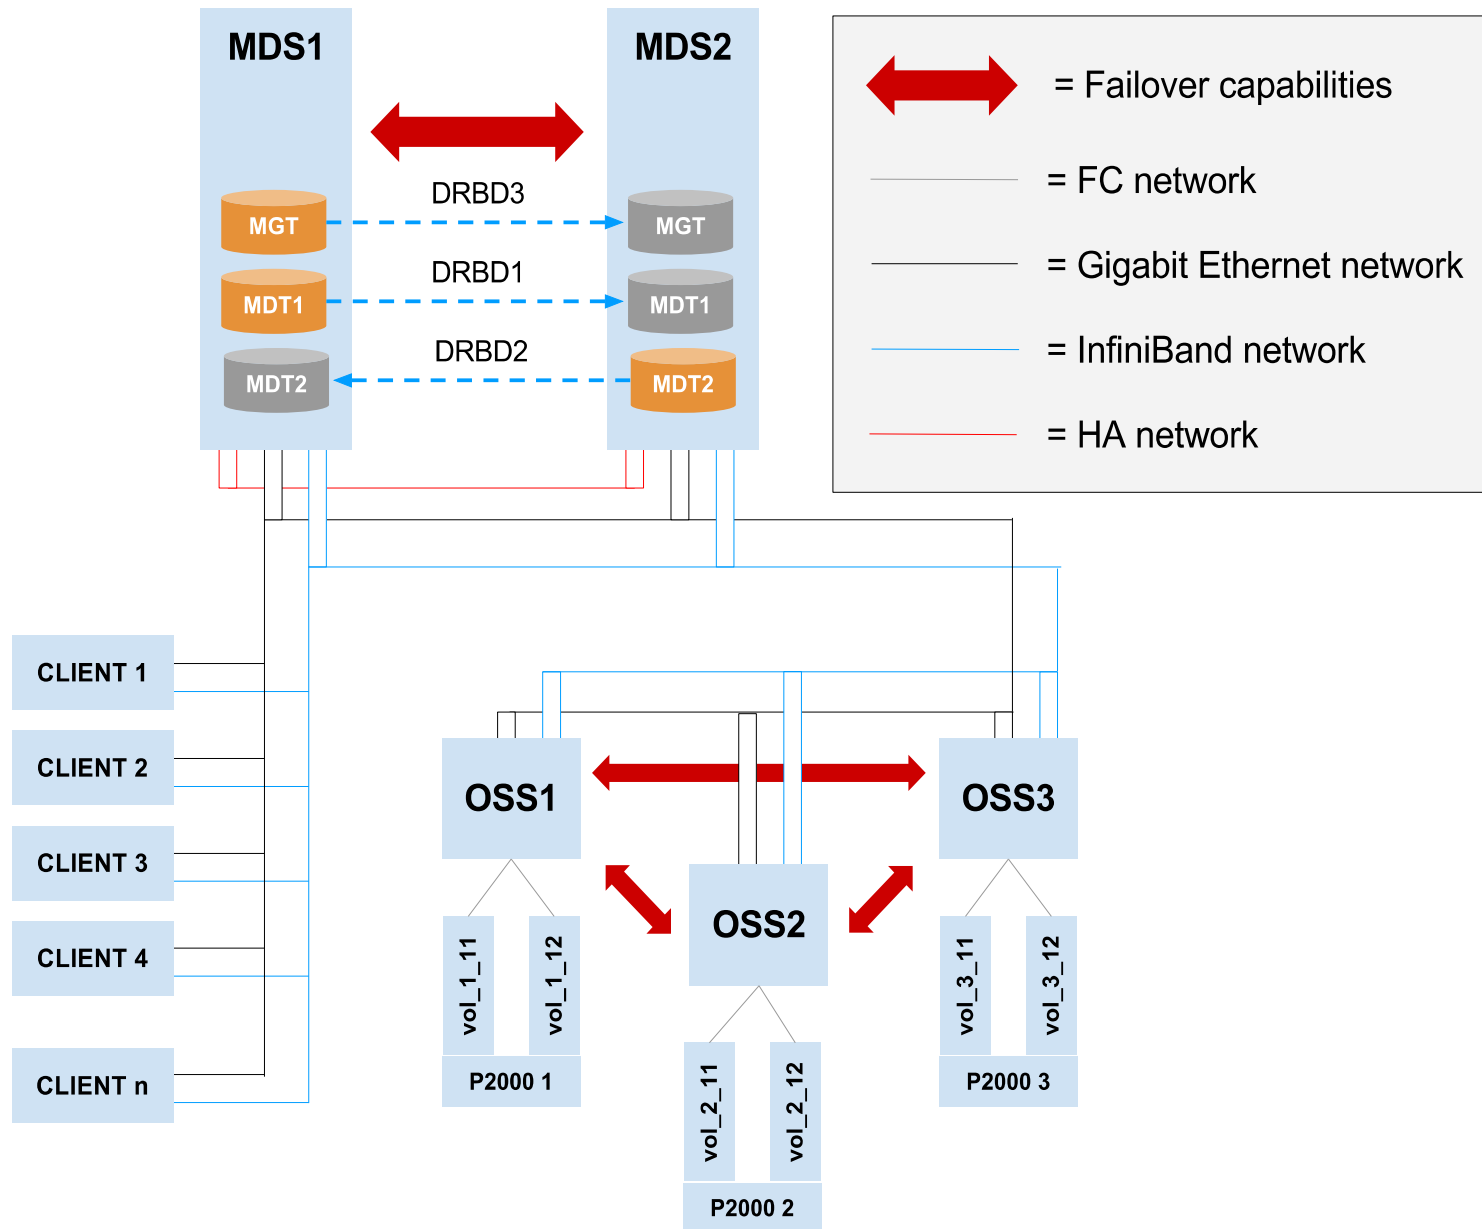 MDS1
MDS2
= Failover capabilities
= FC network
= Gigabit Ethernet network
= InfiniBand network
= HA network
DRBD3
MGT
MGT
DRBD1
MDT1
MDT1
DRBD2
MDT2
MDT2
CLIENT 1
CLIENT 2
CLIENT 3
CLIENT 4
CLIENT n
OSS1
OSS3
OSS2
vol_1_11
vol_1_12
P2000 1
vol_2_11
vol_2_12
P2000 2
vol_3_11
vol_3_12
P2000 3